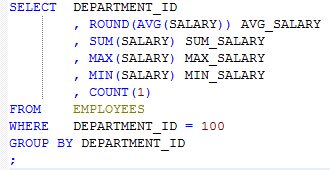 SELECT DEPARTMENT_ID
, ROUND(AVG(SALARY)) AVG_SALARY
, SUM(SALARY) SUM_SALARY
, MAX(SALARY) MAX_SALARY
, MIN(SALARY) MIN_SALARY
, COUNT(1)
FROM EMPLOYEES
WHERE DEPARTMENT_ID = 100
GROUP BY DEPARTMENT_ID
;